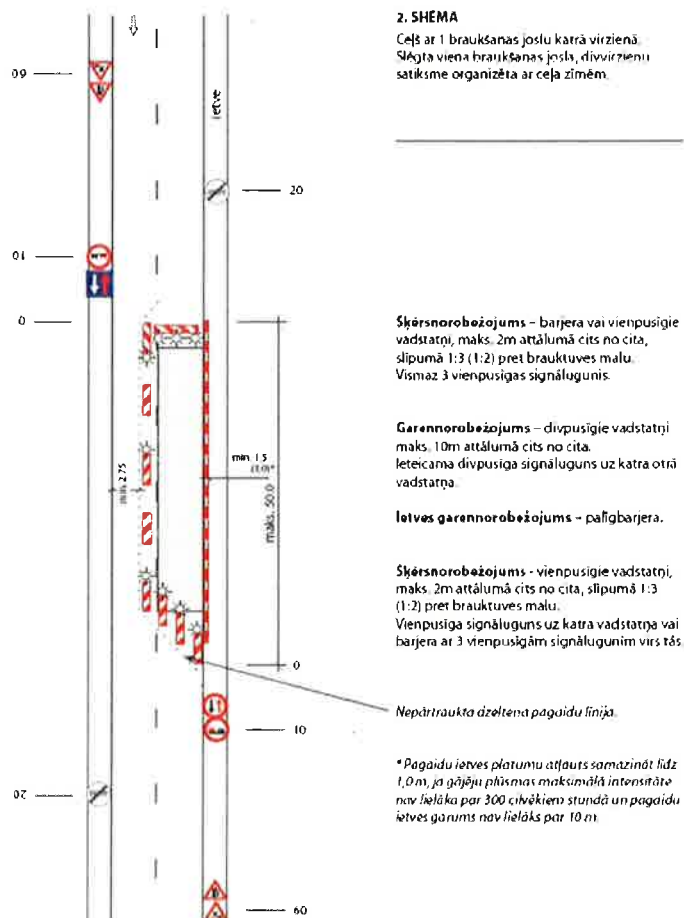 2. SHĒMA
Ceļš ar 1 braukšanas joslu katrā virzienā.
Slēgta viena braukšanas josla, divvirzienu
satiksme organizēta ar ceļa zīmēm.
Ietve
60
20
10
0
Šķērsnorobežojums – barjera vai vienpusīgie
vadstatņi, maks. 2m attālumā cits no cita,
slīpumā 1:3 (1:2) pret brauktuves malu.
Vismaz 3 vienpusīgas signālugunis.
Garennorobežojums – divpusīgie vadstatņi
maks. 10m attālumā cits no cita.
Ieteicama divpusīga signāluguns uz katra otrā
vadstatņa.
min. 1.5
(1,0)*
min 2.75
maks. 50.0
Ietves garennorobežojums – palīgbarjera.
Šķērsnorobežojums - vienpusīgie vadstatņi,
maks. 2m attālumā cits no cita, slīpumā 1:3
(1:2) pret brauktuves malu.
Vienpusīga signāluguns uz katra vadstatņa vai
barjera ar 3 vienpusīgām signālugunīm virs tās.
0
Nepārtraukta dzeltena pagaidu līnija.
10
* Pagaidu ietves platumu atļauts samazināt līdz
1,0 m, ja gājēju plūsmas maksimālā intensitāte
nav lielāka par 300 cilvēkiem stundā un pagaidu
ietves garums nav lielāks par 10 m.
20
60